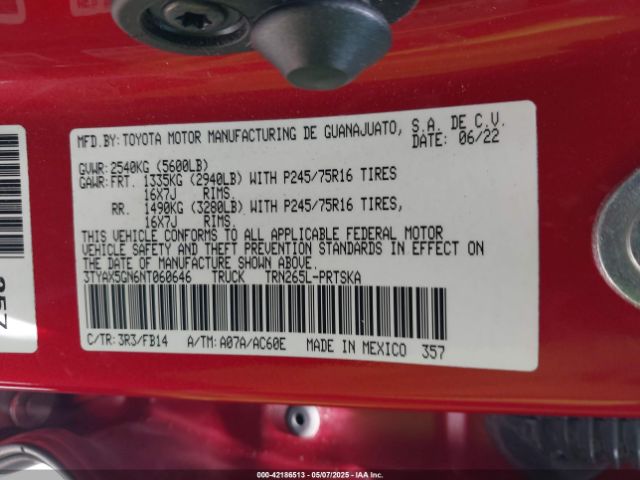 MFD.BY:TOYOTA MOTOR MANUFACTURING DE GUANAJUATO, S.A. DE C.V.
DATE: 06/22
GVWR:2540KG (5600LB)
GAWR:FRT. 1335KG (2940LB) WITH P245/75R16 TIRES
16X7J RIMS.
RR. 1490KG (3280LB) WITH P245/75R16 TIRES,
16X7J RIMS.
THIS VEHICLE CONFORMS TO ALL APPLICABLE FEDERAL MOTOR
VEHICLE SAFETY AND THEFT PREVENTION STANDARDS IN EFFECT ON
THE DATE OF MANUFACTURE SHOWN ABOVE.
3TYAX5GN6NT060646 TRUCK TRN265L-PRTSKA
C/TR:3R3/FB14 A/TM:A07A/AC60E MADE IN MEXICO 357
357
000-42186513 - 05/07/2025 - IAAI.COM